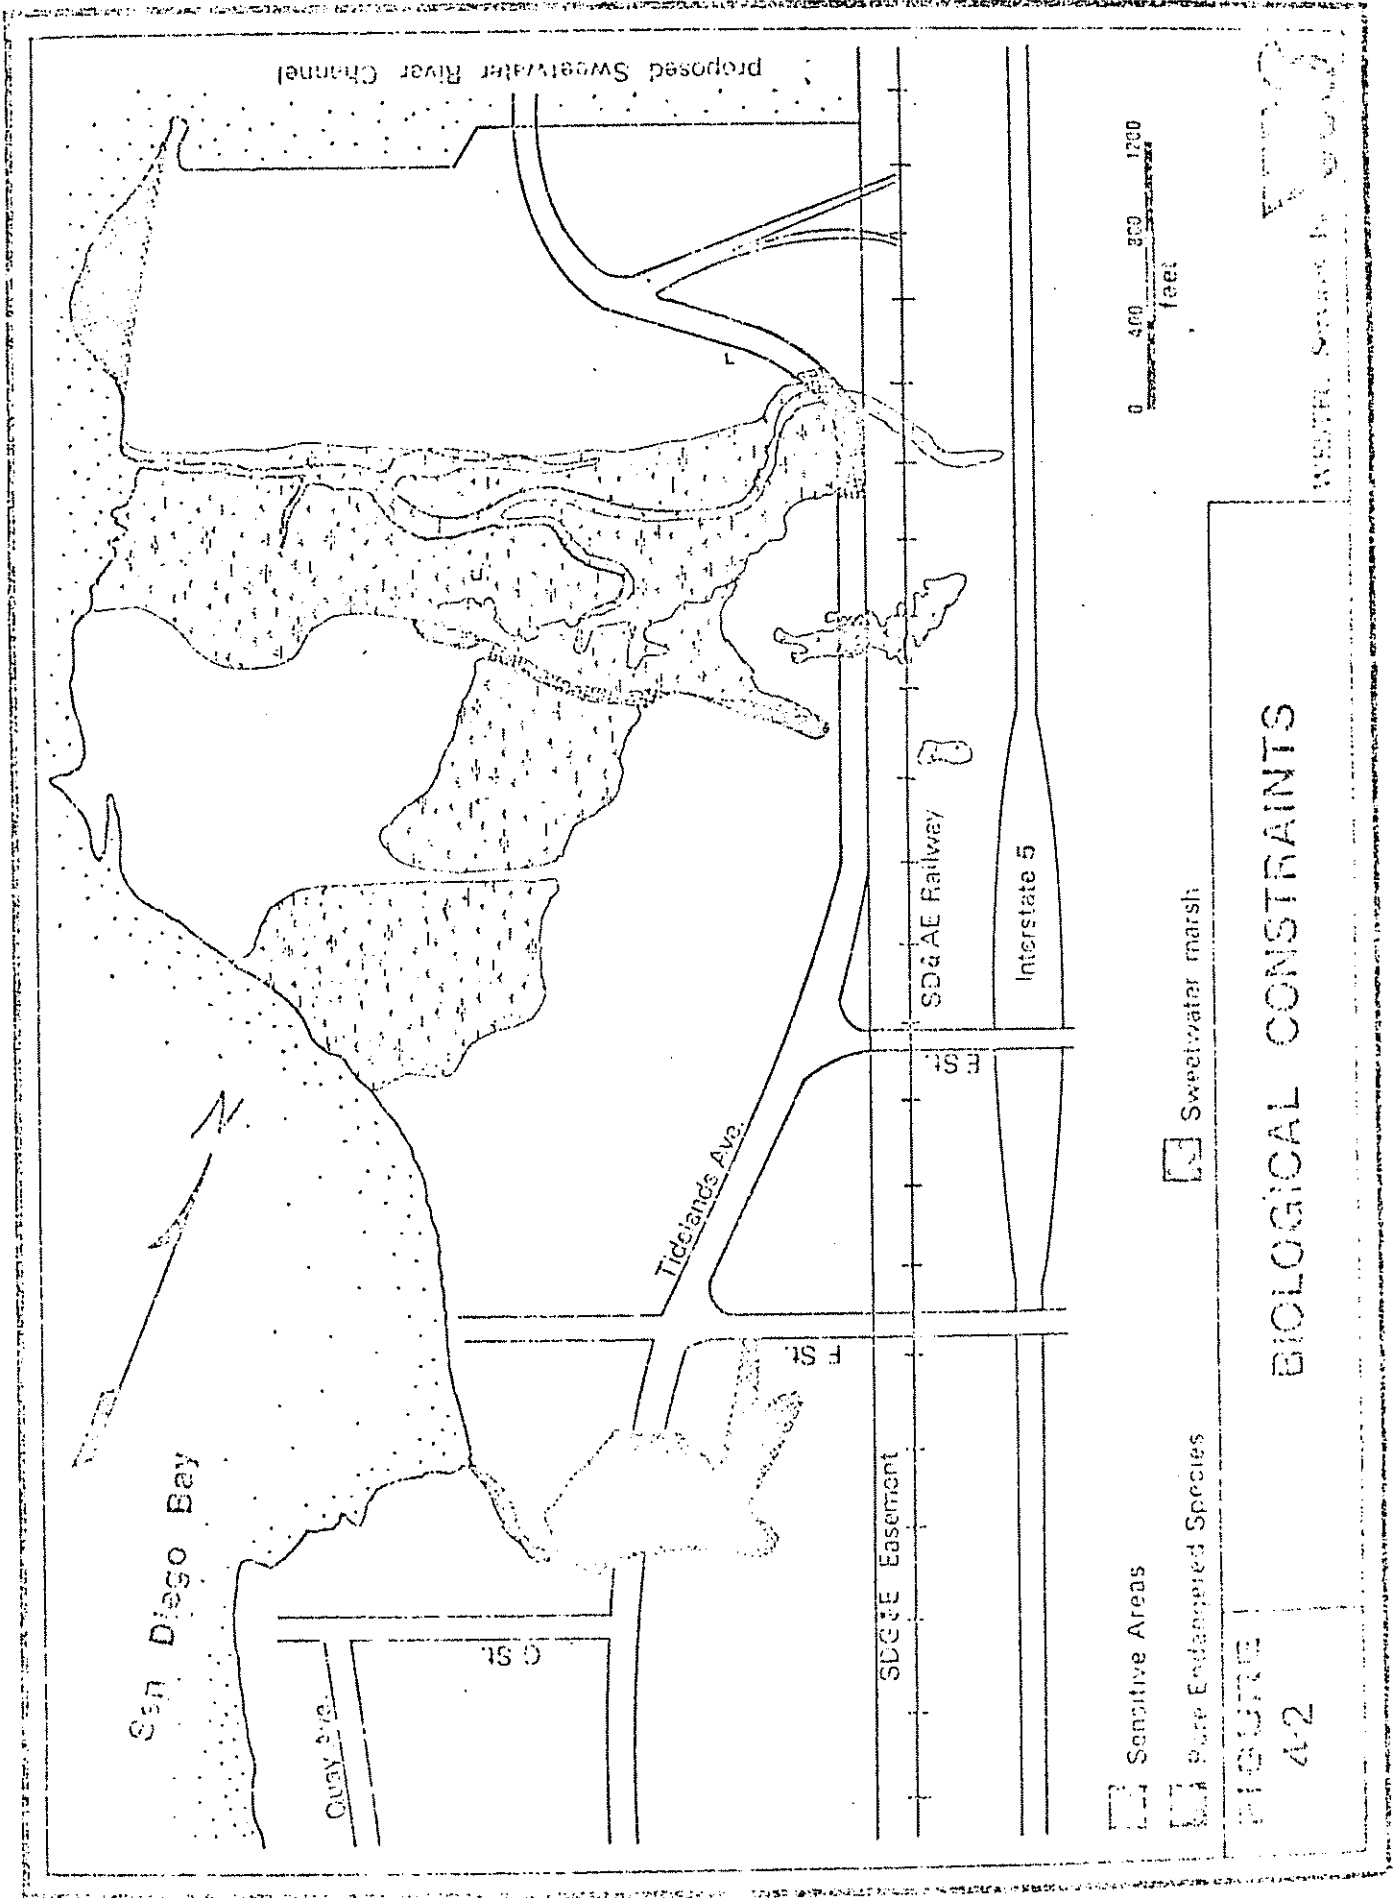 San Diego Bay
proposed Sweetwater River Channel
Quay Ave.
G St.
F St.
Tidelands Ave.
E St.
SDG&E Easement
SD&AE Railway
Interstate 5
L
L
N
0 400 800 1200
feet
Sensitive Areas
Rare Endangered Species
Sweetwater marsh
FIGURE
4-2
BIOLOGICAL CONSTRAINTS